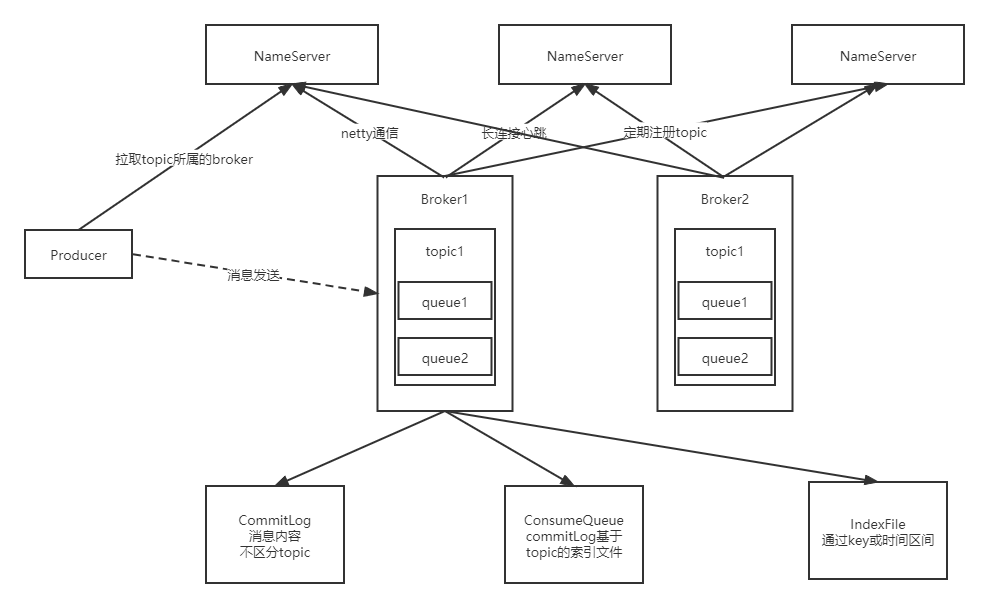 NameServer
NameServer
NameServer
netty通信
长连接心跳
定期注册topic
拉取topic所属的broker
Broker1
Broker2
Producer
topic1
topic1
消息发送
queue1
queue1
queue2
queue2
CommitLog
消息内容
不区分topic
ConsumeQueue
commitLog基于
topic的索引文件
IndexFile
通过key或时间区间